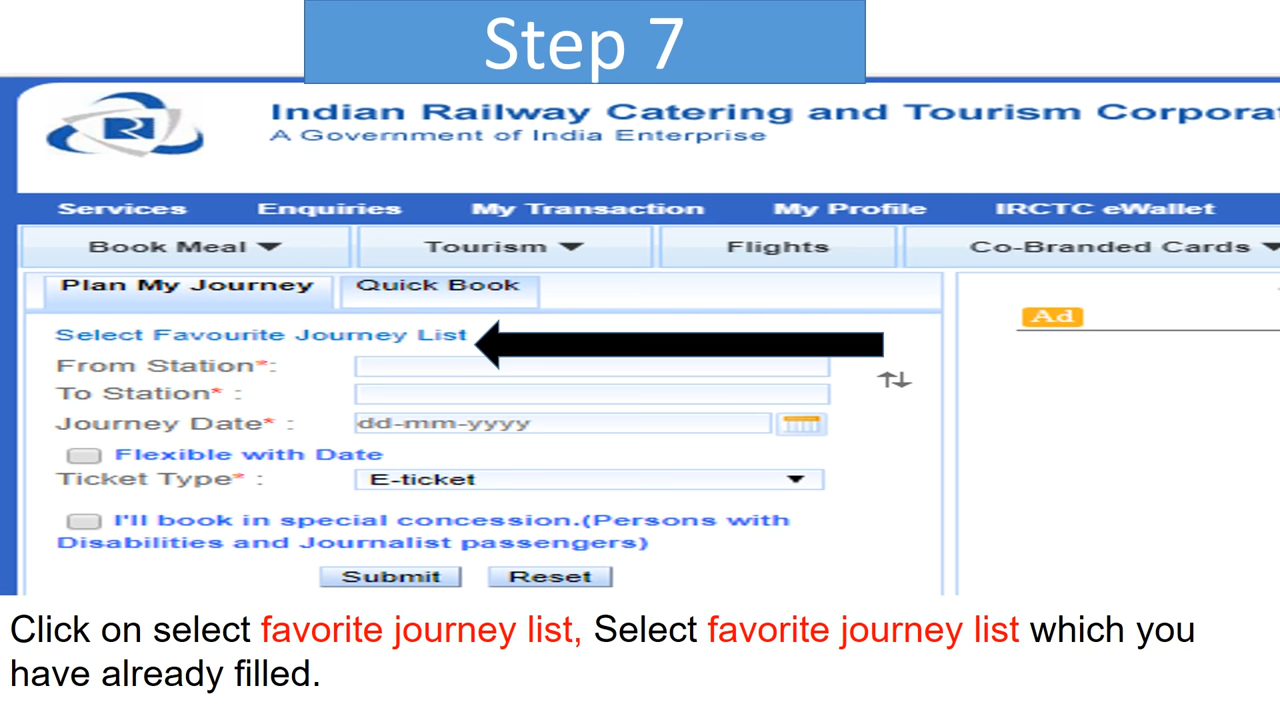 Step 7
Indian Railway Catering and Tourism Corpora
A Government of India Enterprise
Services Enquiries My Transaction My Profile IRCTC eWallet
Book Meal Tourism Flights Co-Branded Cards
Plan My Journey Quick Book
Select Favourite Journey List
Ad
From Station*:
To Station* :
Journey Date* : dd-mm-yyyy
Flexible with Date
Ticket Type* : E-ticket
I'll book in special concession.(Persons with
Disabilities and Journalist passengers)
Submit Reset
Click on select favorite journey list, Select favorite journey list which you
have already filled.